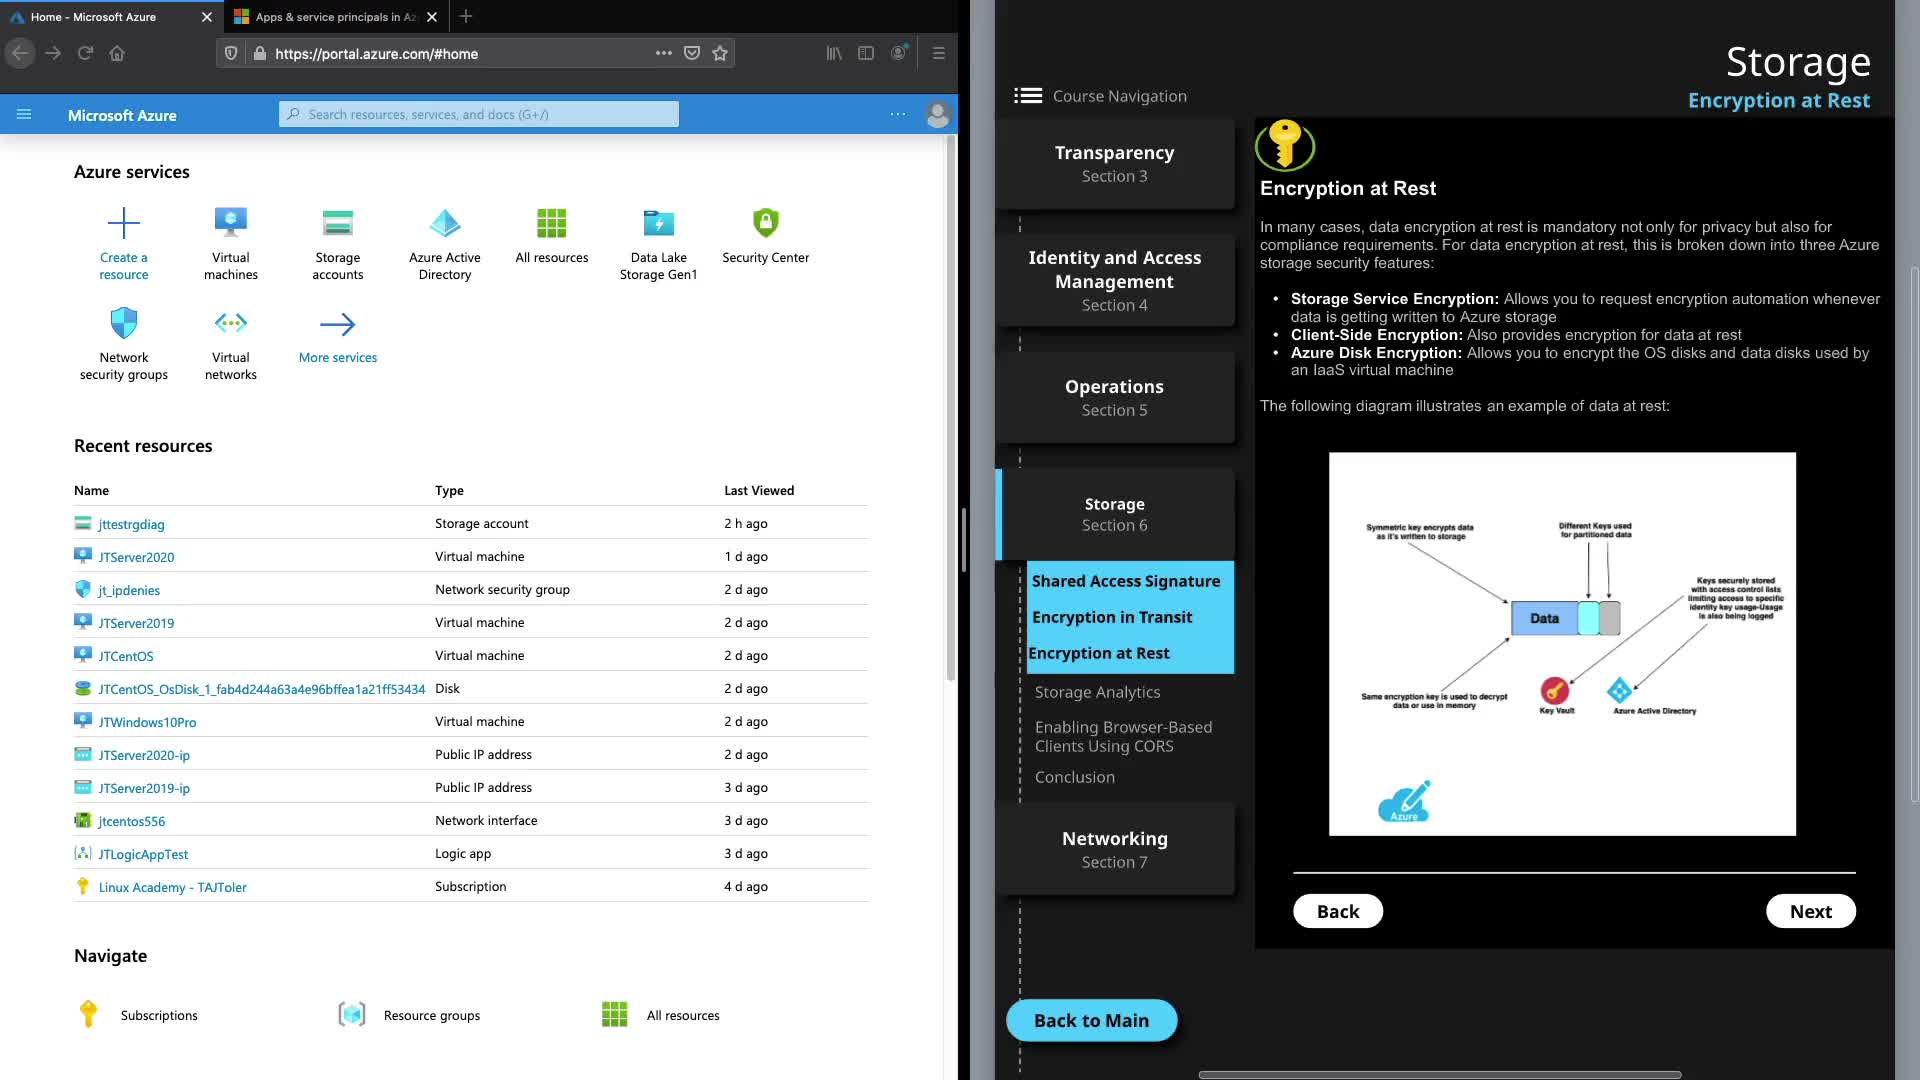 Home - Microsoft Azure
Apps & service principals in Az
https://portal.azure.com/#home
Microsoft Azure
Search resources, services, and docs (G+/)
Azure services
Create a
resource
Virtual
machines
Storage
accounts
Azure Active
Directory
All resources
Data Lake
Storage Gen1
Security Center
Network
security groups
Virtual
networks
More services
Recent resources
Name Type Last Viewed
jttestrgdiag Storage account 2 h ago
JTServer2020 Virtual machine 1 d ago
jt_ipdenies Network security group 2 d ago
JTServer2019 Virtual machine 2 d ago
JTCentOS Virtual machine 2 d ago
JTCentOS_OsDisk_1_fab4d244a63a4e96bffea1a21ff53434 Disk 2 d ago
JTWindows10Pro Virtual machine 2 d ago
JTServer2020-ip Public IP address 2 d ago
JTServer2019-ip Public IP address 3 d ago
jtcentos556 Network interface 3 d ago
JTLogicAppTest Logic app 3 d ago
Linux Academy - TAJToler Subscription 4 d ago
Navigate
Subscriptions
Resource groups
All resources
Storage
Encryption at Rest
Course Navigation
Transparency
Section 3
Identity and Access
Management
Section 4
Operations
Section 5
Storage
Section 6
Shared Access Signature
Encryption in Transit
Encryption at Rest
Storage Analytics
Enabling Browser-Based
Clients Using CORS
Conclusion
Networking
Section 7
Back to Main
Encryption at Rest
In many cases, data encryption at rest is mandatory not only for privacy but also for
compliance requirements. For data encryption at rest, this is broken down into three Azure
storage security features:
• Storage Service Encryption: Allows you to request encryption automation whenever
data is getting written to Azure storage
• Client-Side Encryption: Also provides encryption for data at rest
• Azure Disk Encryption: Allows you to encrypt the OS disks and data disks used by
an IaaS virtual machine
The following diagram illustrates an example of data at rest:
Symmetric key encrypts data
as it's written to storage
Different Keys used
for partitioned data
Keys securely stored
with access control lists
limiting access to specific
identity key usage-Usage
is also being logged
Data
Same encryption key is used to decrypt
data or use in memory
Key Vault
Azure Active Directory
Azure
Back
Next